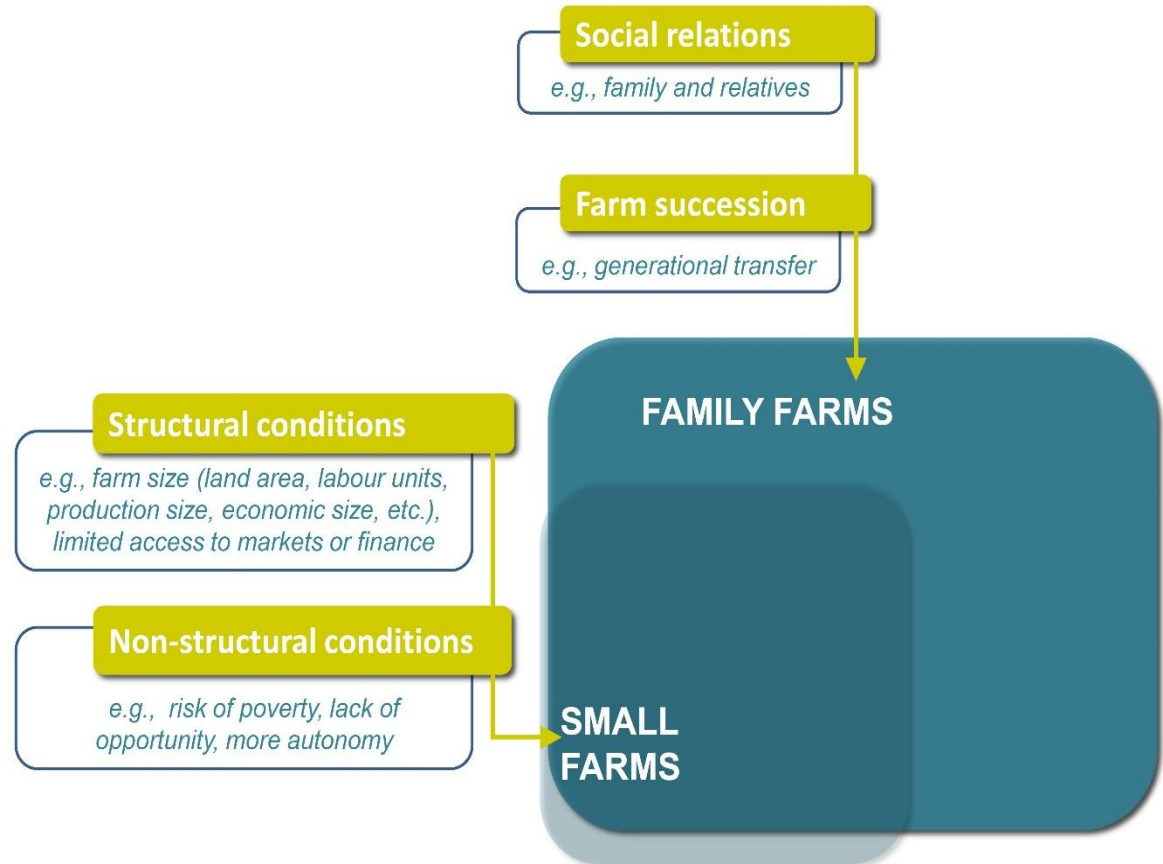 Social relations
e.g., family and relatives
Farm succession
e.g., generational transfer
FAMILY FARMS
Structural conditions
e.g., farm size (land area, labour units,
production size, economic size, etc.),
limited access to markets or finance
Non-structural conditions
e.g., risk of poverty, lack of
opportunity, more autonomy
SMALL
FARMS